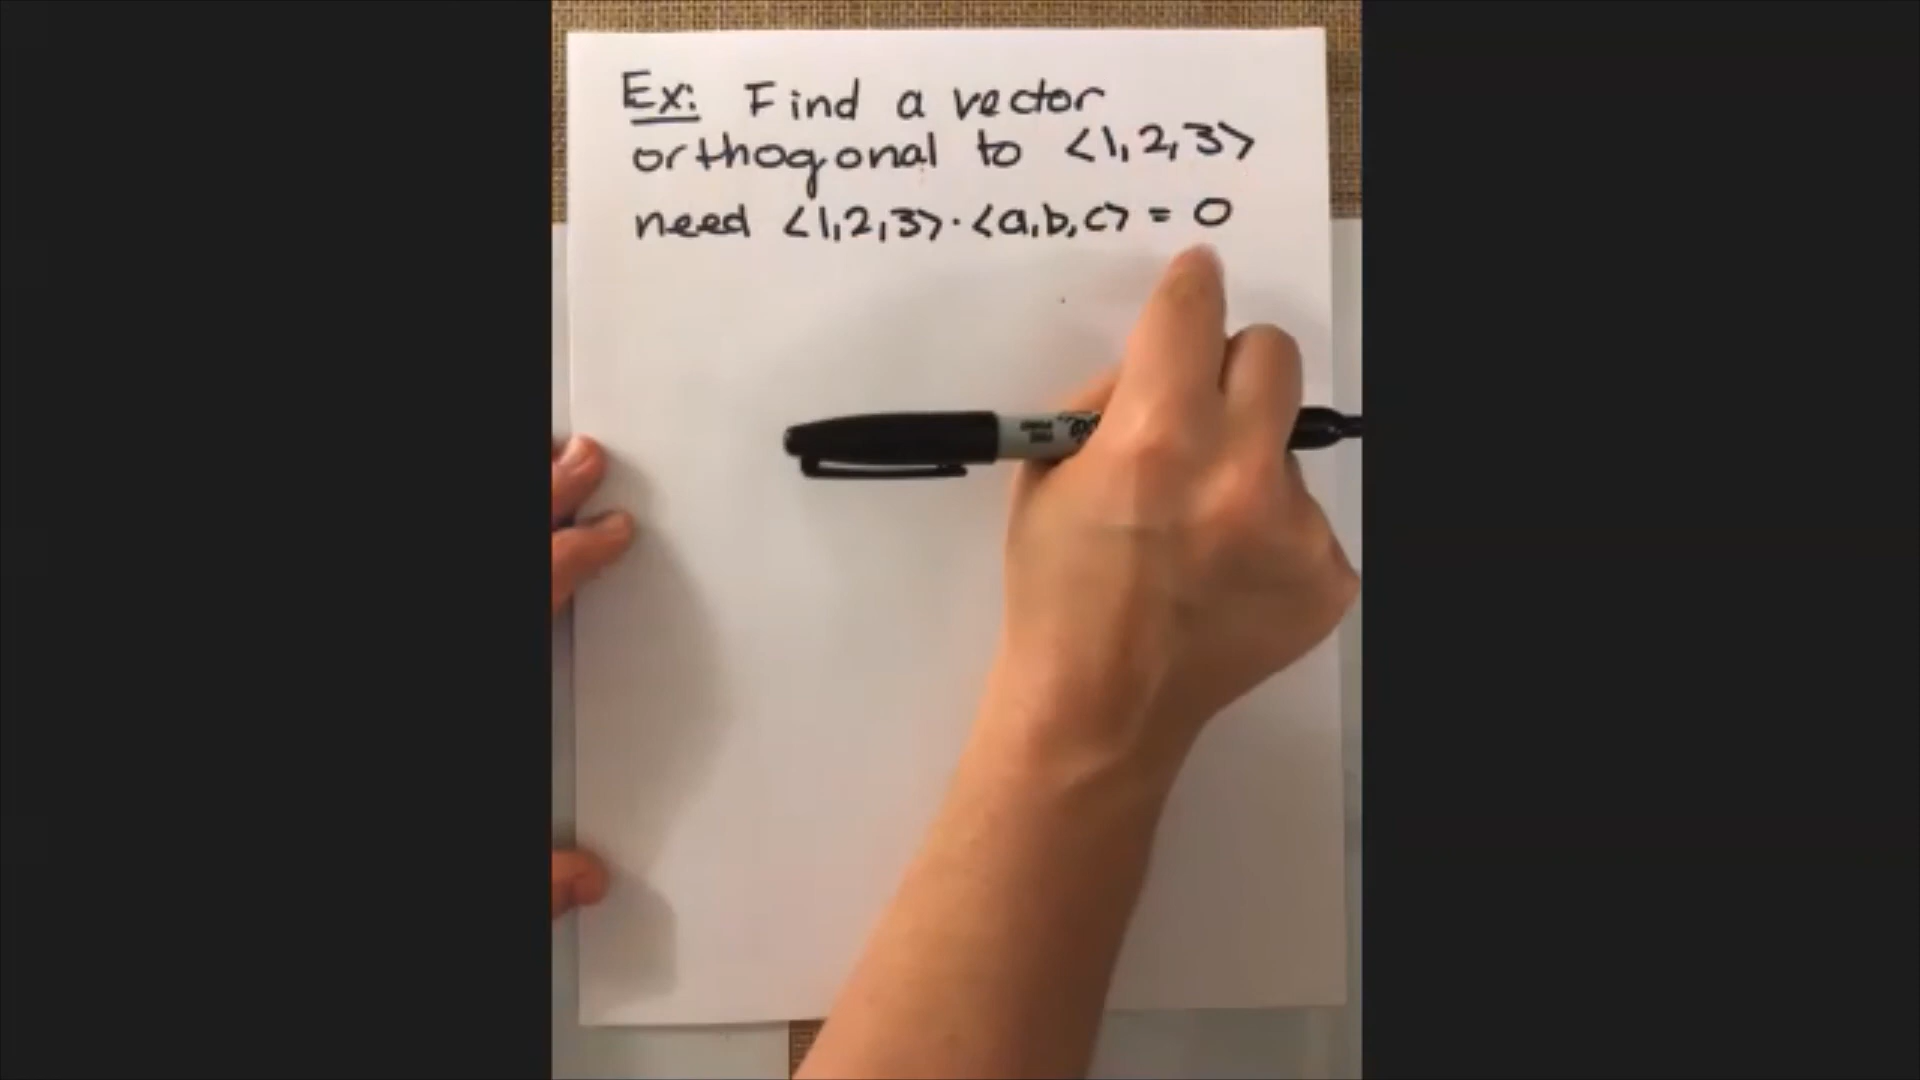 Ex: Find a vector
orthogonal to <1,2,3>
need <1,2,3>·<a,b,c> = 0